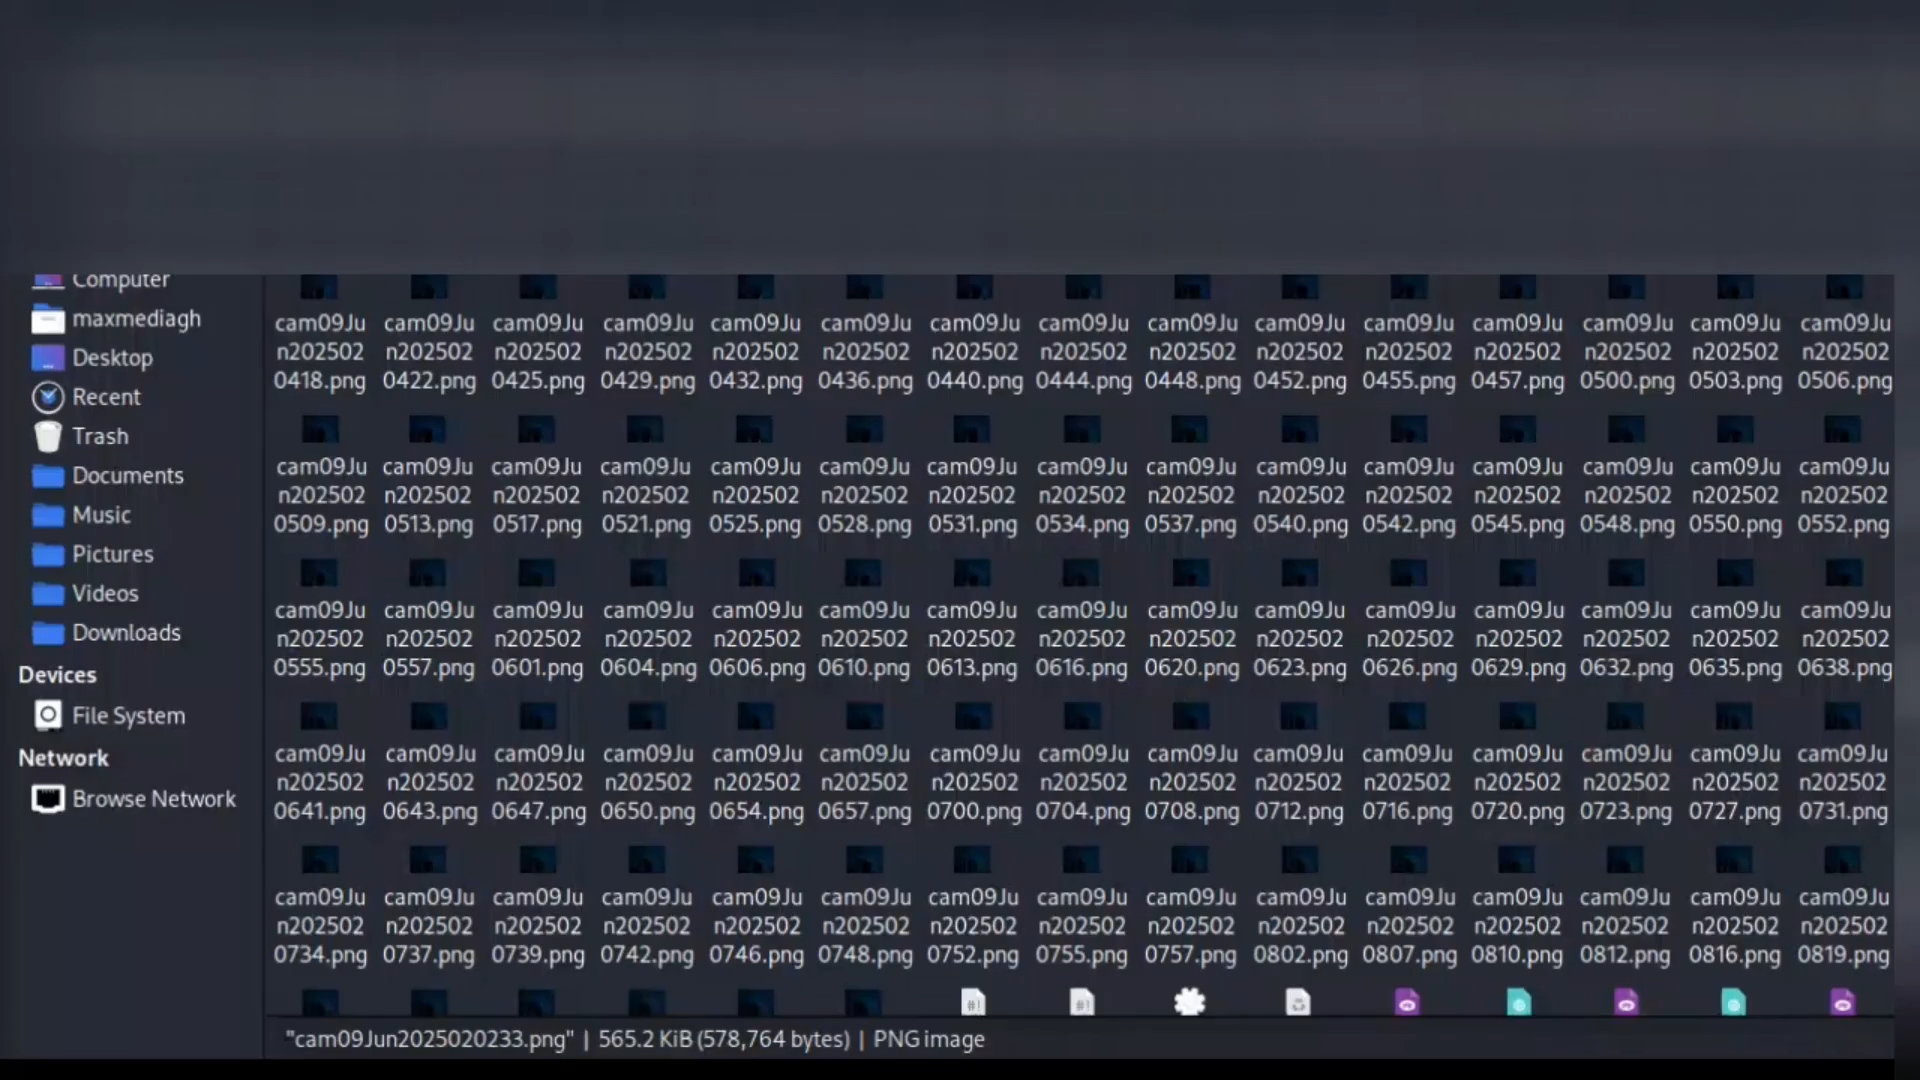 Computer
maxmediagh
Desktop
Recent
Trash
Documents
Music
Pictures
Videos
Downloads
Devices
File System
Network
Browse Network
cam09Ju cam09Ju cam09Ju cam09Ju cam09Ju cam09Ju cam09Ju cam09Ju cam09Ju cam09Ju cam09Ju cam09Ju cam09Ju cam09Ju cam09Ju
n202502 n202502 n202502 n202502 n202502 n202502 n202502 n202502 n202502 n202502 n202502 n202502 n202502 n202502 n202502
0418.png 0422.png 0425.png 0429.png 0432.png 0436.png 0440.png 0444.png 0448.png 0452.png 0455.png 0457.png 0500.png 0503.png 0506.png
cam09Ju cam09Ju cam09Ju cam09Ju cam09Ju cam09Ju cam09Ju cam09Ju cam09Ju cam09Ju cam09Ju cam09Ju cam09Ju cam09Ju cam09Ju
n202502 n202502 n202502 n202502 n202502 n202502 n202502 n202502 n202502 n202502 n202502 n202502 n202502 n202502 n202502
0509.png 0513.png 0517.png 0521.png 0525.png 0528.png 0531.png 0534.png 0537.png 0540.png 0542.png 0545.png 0548.png 0550.png 0552.png
cam09Ju cam09Ju cam09Ju cam09Ju cam09Ju cam09Ju cam09Ju cam09Ju cam09Ju cam09Ju cam09Ju cam09Ju cam09Ju cam09Ju cam09Ju
n202502 n202502 n202502 n202502 n202502 n202502 n202502 n202502 n202502 n202502 n202502 n202502 n202502 n202502 n202502
0555.png 0557.png 0601.png 0604.png 0606.png 0610.png 0613.png 0616.png 0620.png 0623.png 0626.png 0629.png 0632.png 0635.png 0638.png
cam09Ju cam09Ju cam09Ju cam09Ju cam09Ju cam09Ju cam09Ju cam09Ju cam09Ju cam09Ju cam09Ju cam09Ju cam09Ju cam09Ju cam09Ju
n202502 n202502 n202502 n202502 n202502 n202502 n202502 n202502 n202502 n202502 n202502 n202502 n202502 n202502 n202502
0641.png 0643.png 0647.png 0650.png 0654.png 0657.png 0700.png 0704.png 0708.png 0712.png 0716.png 0720.png 0723.png 0727.png 0731.png
cam09Ju cam09Ju cam09Ju cam09Ju cam09Ju cam09Ju cam09Ju cam09Ju cam09Ju cam09Ju cam09Ju cam09Ju cam09Ju cam09Ju cam09Ju
n202502 n202502 n202502 n202502 n202502 n202502 n202502 n202502 n202502 n202502 n202502 n202502 n202502 n202502 n202502
0734.png 0737.png 0739.png 0742.png 0746.png 0748.png 0752.png 0755.png 0757.png 0802.png 0807.png 0810.png 0812.png 0816.png 0819.png
"cam09Jun2025020233.png" | 565.2 KiB (578,764 bytes) | PNG image